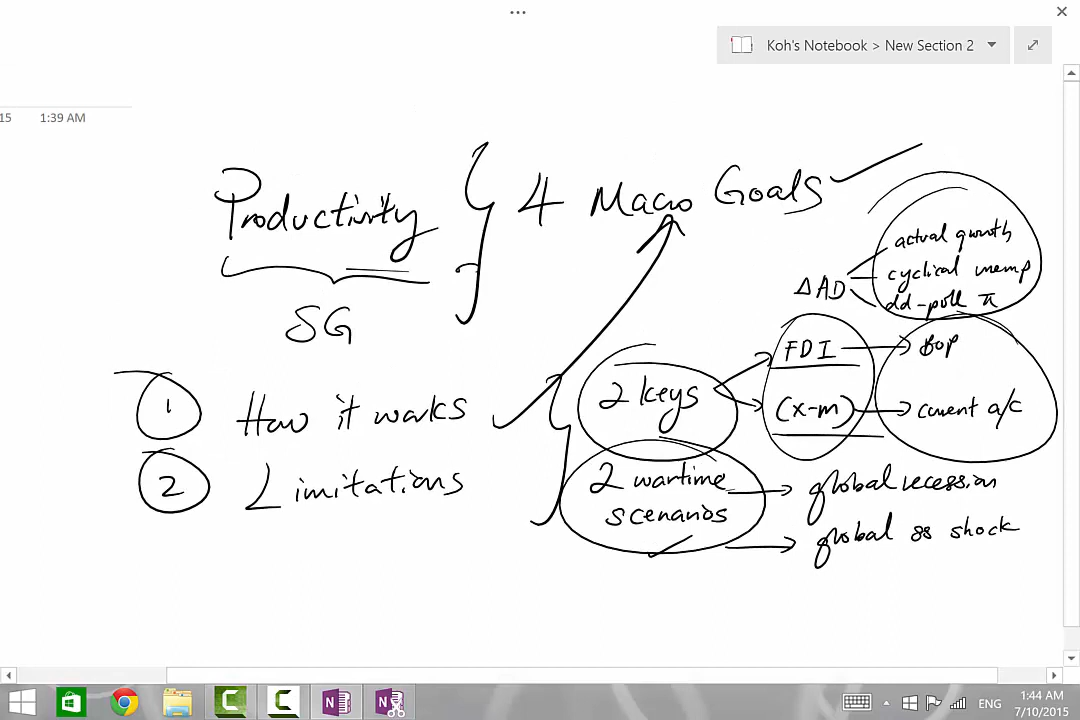 Koh's Notebook > New Section 2
15 1:39 AM
Productivity 4 Macro Goals
SG
ΔAD
actual growth
cyclical unemp
dd-pull π
1 How it works
2 Limitations
2 keys
FDI BOP
(x-m) current a/c
2 wartime scenarios
global recession
global ss shock
ENG
1:44 AM
7/10/2015